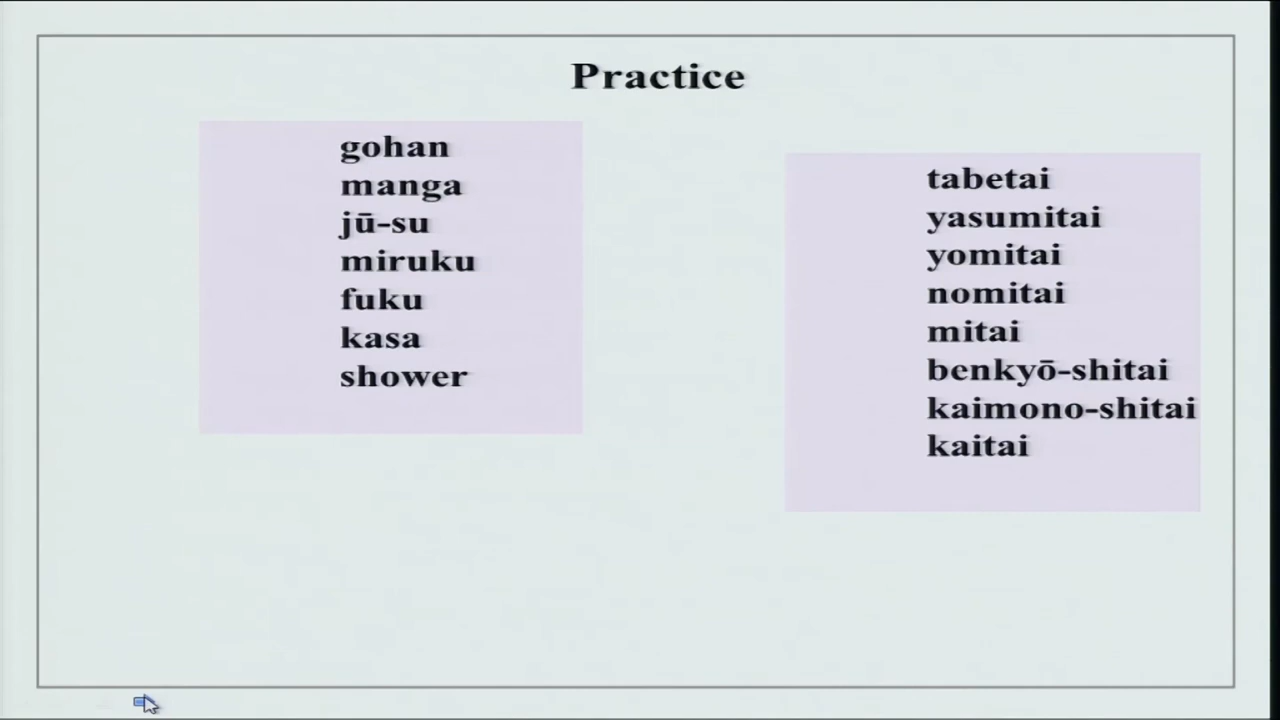 Practice
gohan
manga
jū-su
miruku
fuku
kasa
shower
tabetai
yasumitai
yomitai
nomitai
mitai
benkyō-shitai
kaimono-shitai
kaitai